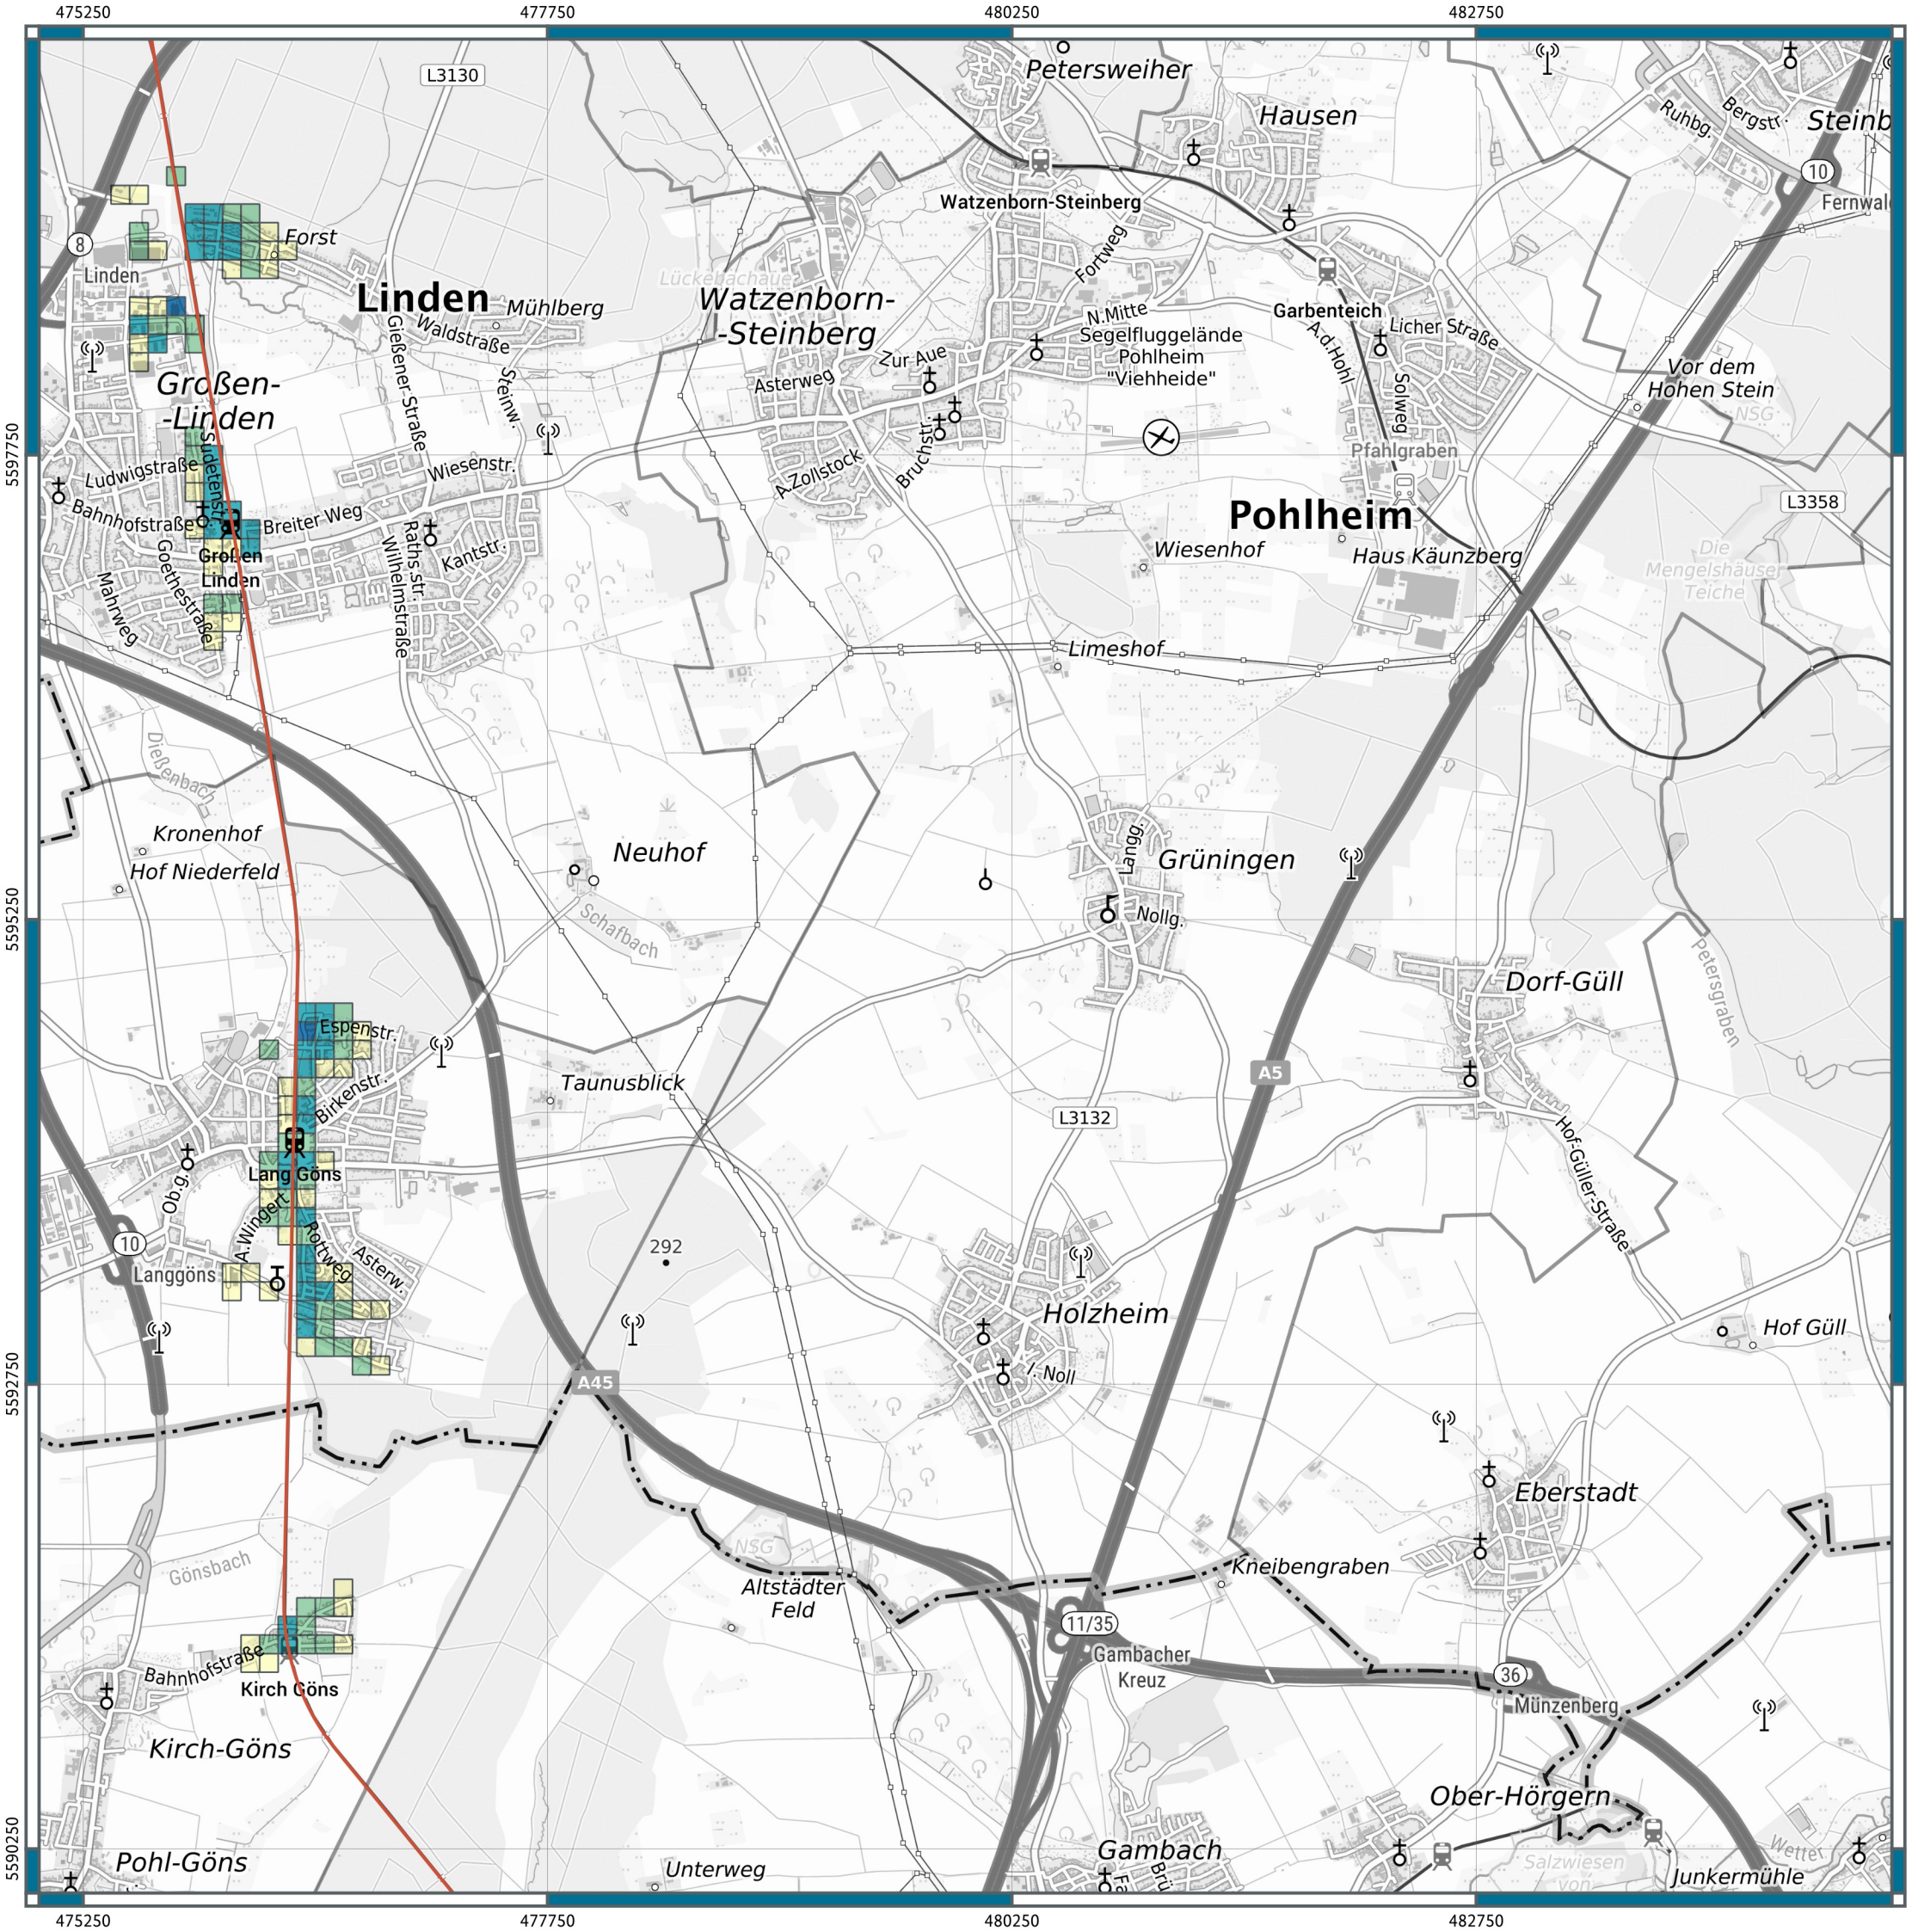 475250
477750
480250
482750
L3130
Petersweiher
Hausen
Ruhbg.
Bergstr.
Steinb
10
Fernwal
Watzenborn-Steinberg
8
Forst
Linden
Fortweg
Lückebachaue
Linden
Mühlberg
Watzenborn-
-Steinberg
Garbenteich
N.Mitte
Segelfluggelände
Pohlheim
"Viehheide"
Waldstraße
Gießener-Straße
Steinw.
Zur Aue
Asterweg
A.d.Hohl
Licher Straße
Solweg
Vor dem
Hohen Stein
NSG
Großen-
-Linden
Sudetenstr.
Ludwigstraße
Wiesenstr.
A.Zollstock
Bruchstr.
Pfahlgraben
5597750
L3358
Bahnhofstraße
Breiter Weg
Großen
Linden
Goethestraße
Mahrweg
Raths.str.
Wilhelmstraße
Kantstr.
Pohlheim
Wiesenhof
Haus Käunzberg
Die
Mengelshäuser
Teiche
Limeshof
Dießenbach
Kronenhof
Hof Niederfeld
Neuhof
Schafbach
Langg.
Grüningen
Nollg.
5595250
Dorf-Güll
Petersgraben
Espenstr.
Birkenstr.
Taunusblick
A5
L3132
Hof-Güller-Straße
Lang Göns
Ob.g.
A.Wingert
Rottweg
Asterw.
10
Langgöns
292
Holzheim
I. Noll
Hof Güll
A45
5592750
Eberstadt
Gönsbach
NSG
Altstädter
Feld
Kneibengraben
11/35
Gambacher
Kreuz
36
Münzenberg
Bahnhofstraße
Kirch Göns
Kirch-Göns
Ober-Hörgern
Gambach
Brü
Fa
Pohl-Göns
Unterweg
Salzwiesen
von
Wetter
Junkermühle
5590250
475250
477750
480250
482750